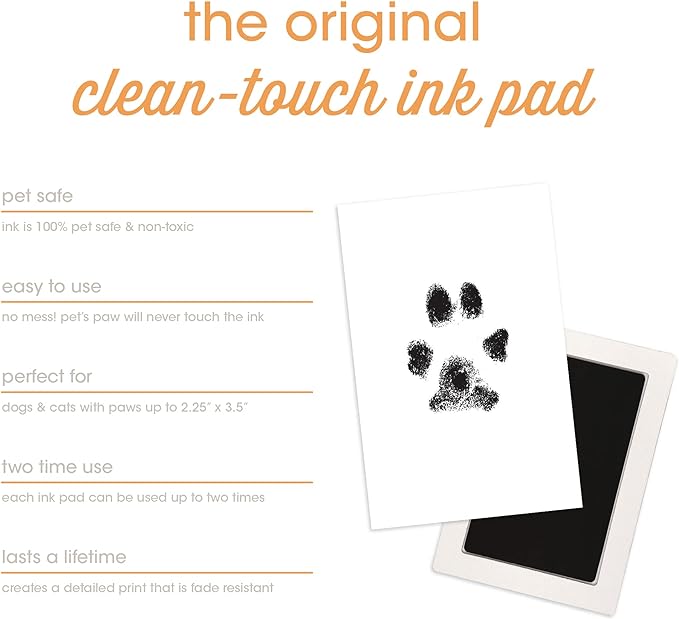 the original
clean-touch ink pad
pet safe
ink is 100% pet safe & non-toxic
easy to use
no mess! pet's paw will never touch the ink
perfect for
dogs & cats with paws up to 2.25" x 3.5"
two time use
each ink pad can be used up to two times
lasts a lifetime
creates a detailed print that is fade resistant